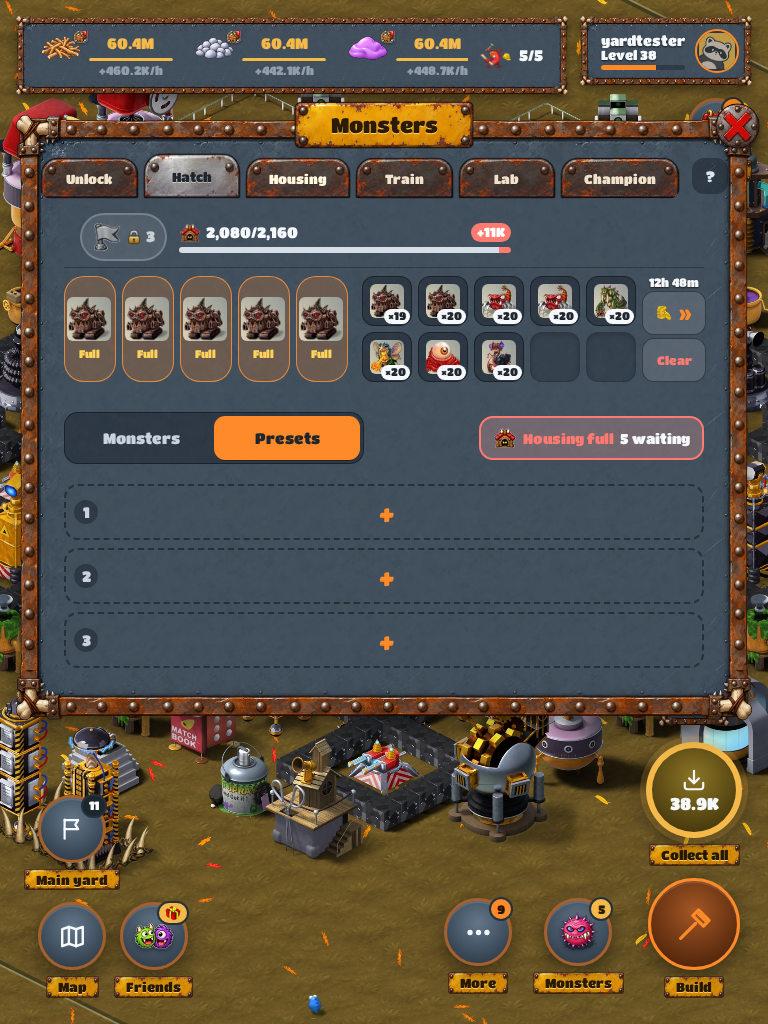 60.4M
60.4M
60.4M
5/5
+460.2K/h
+442.1K/h
+448.7K/h
yardtester
Level 38
Monsters
Unlock
Hatch
Housing
Train
Lab
Champion
?
3
2,080/2,160
+11K
12h 48m
Full
Full
Full
Full
Full
×19
×20
×20
×20
×20
×20
×20
×20
Clear
Monsters
Presets
Housing full 5 waiting
1
2
3
MATCH
BOOK
11
38.9K
Main yard
Collect all
9
5
Map
Friends
More
Monsters
Build